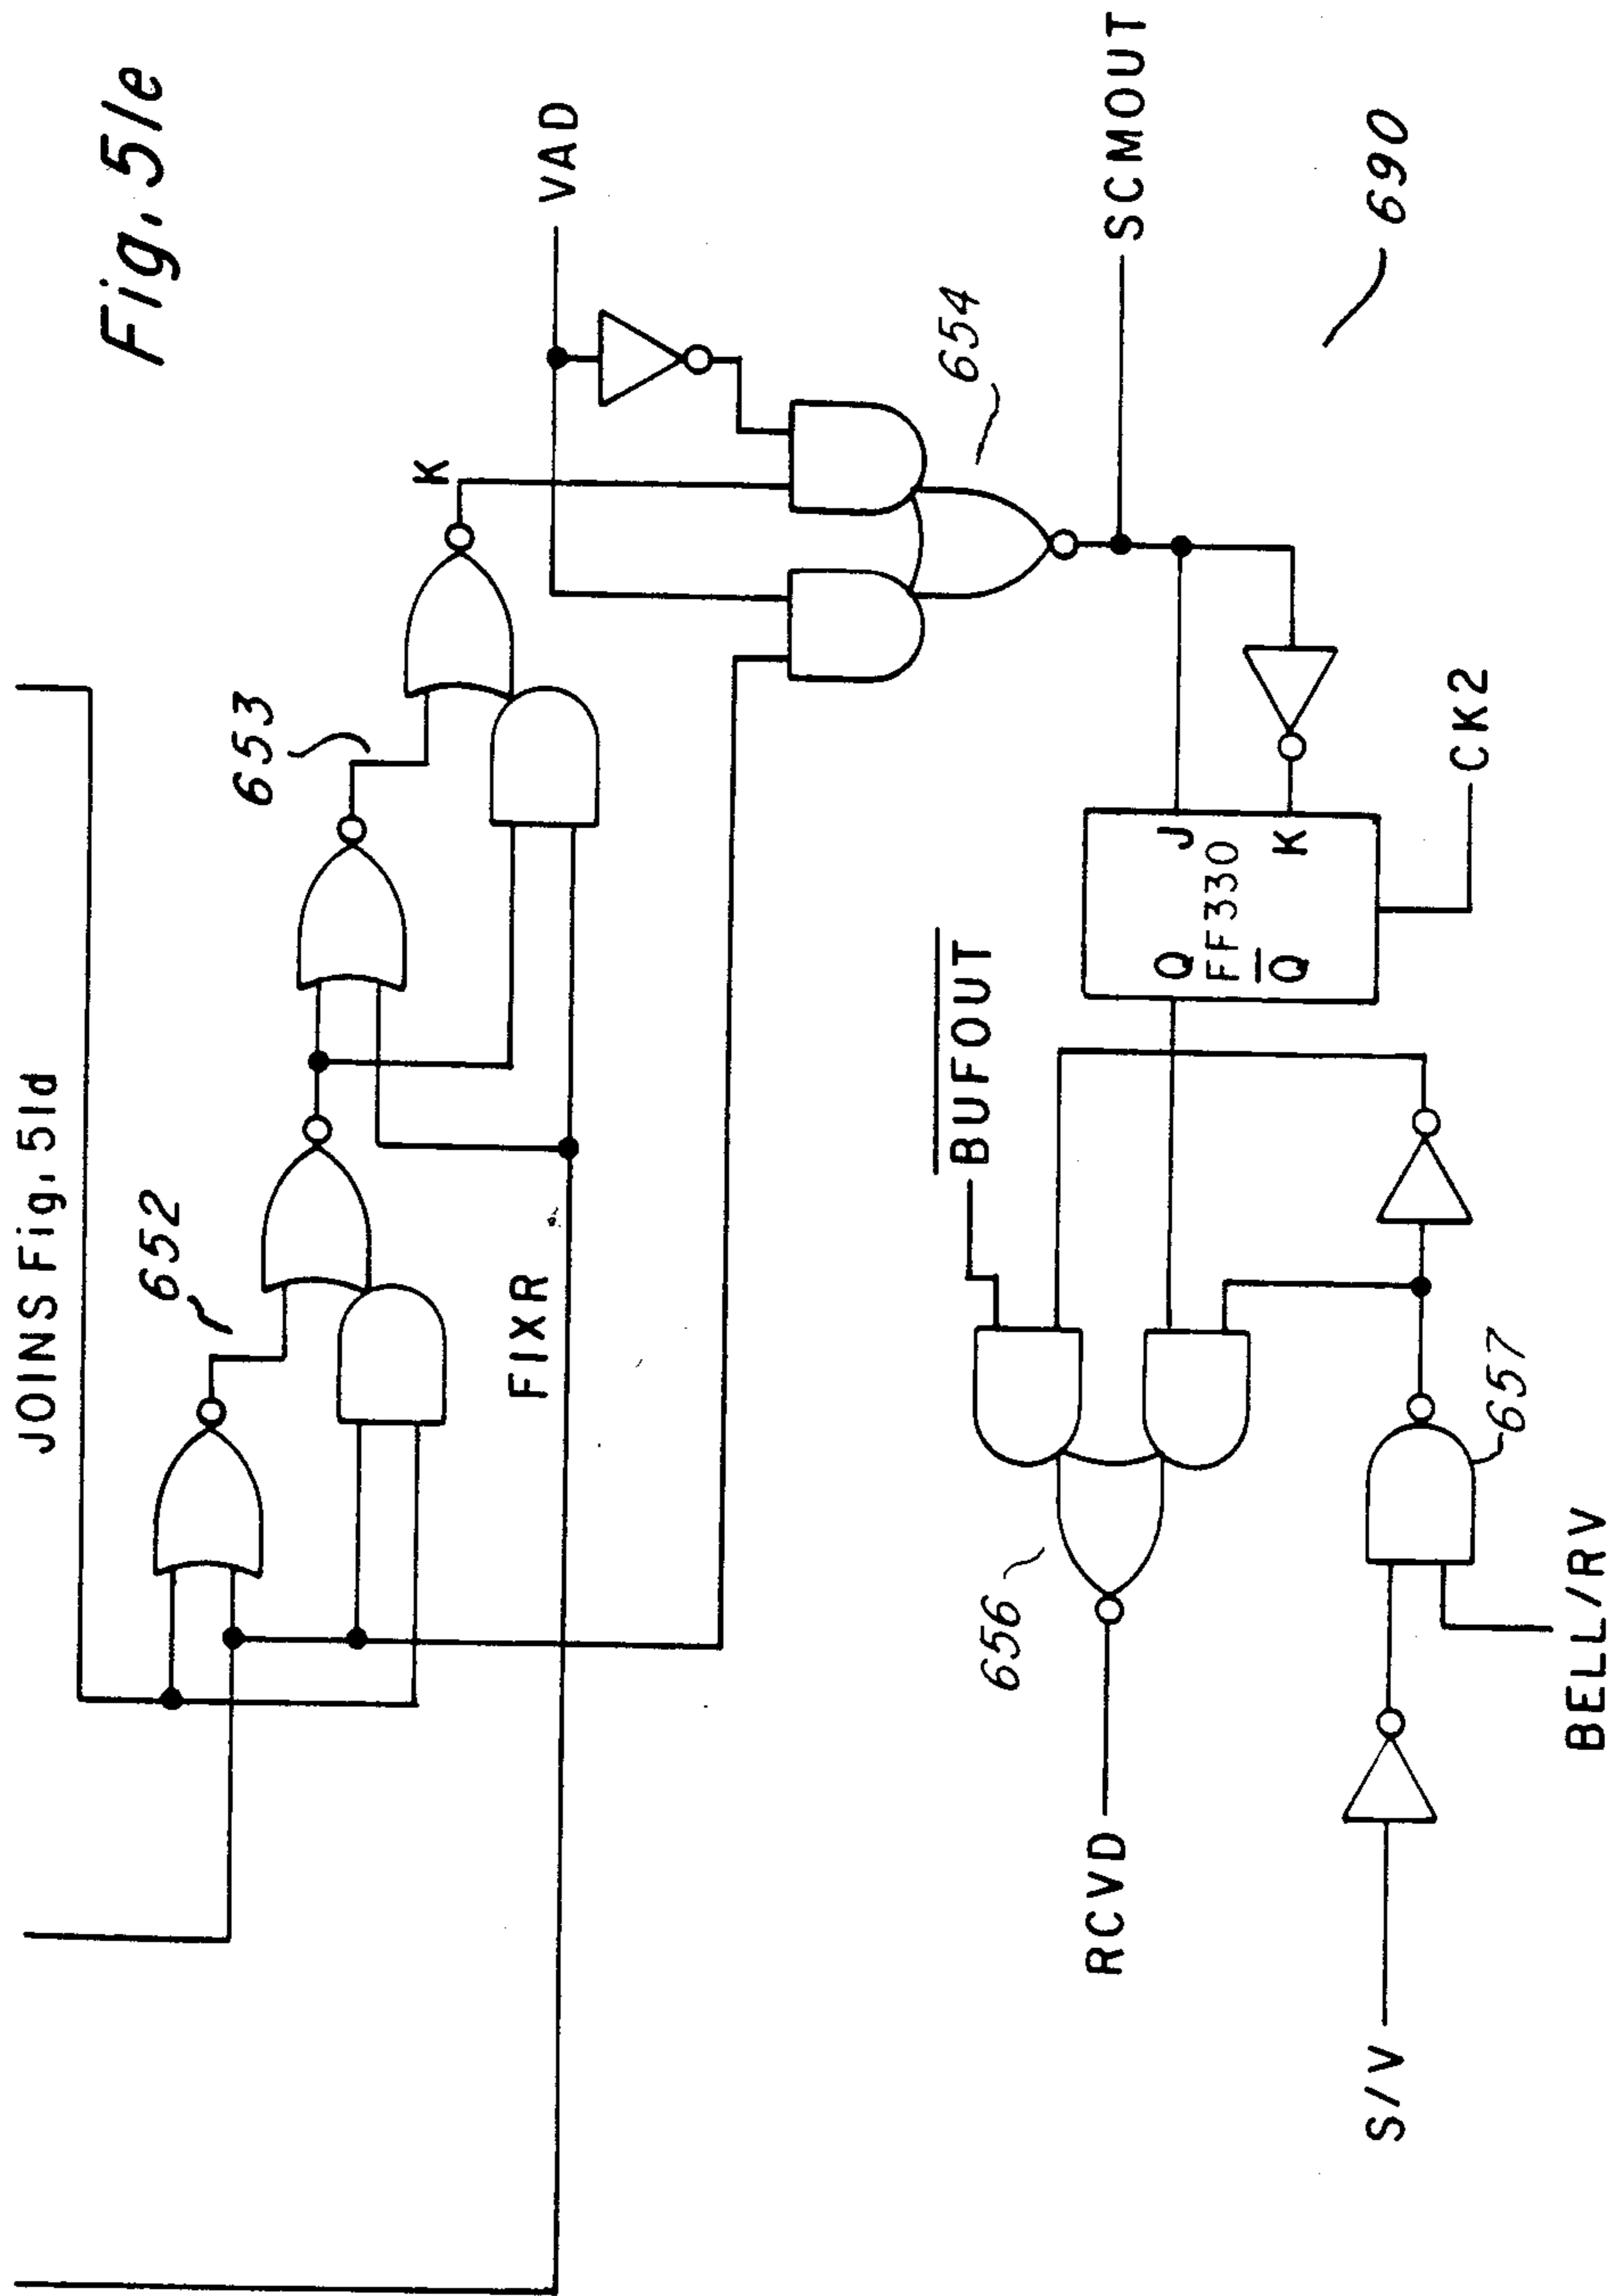 Fig. 51e
JOINS Fig. 51d
652
653
K
VAD
FIXR
654
SCMOUT
BUFOUT
Q
J
FF330
Q
K
CK2
656
RCVD
657
S/V
BELL/RV
690